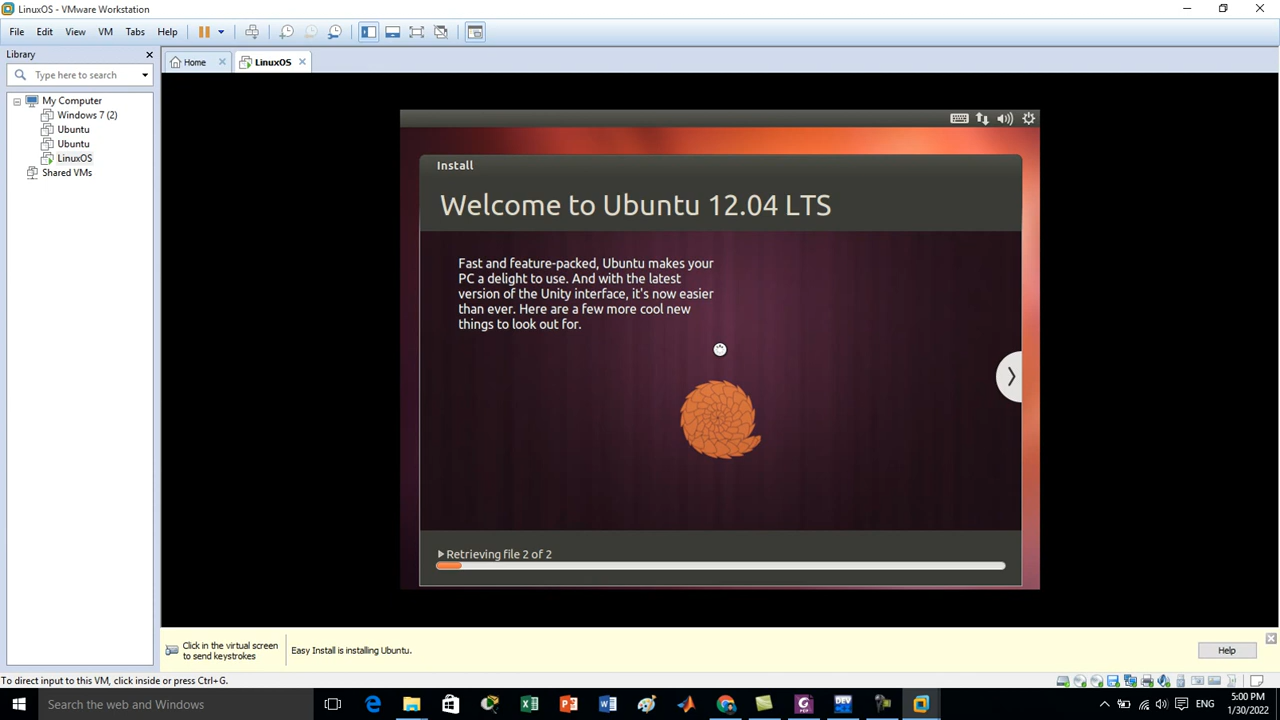 LinuxOS - VMware Workstation
File Edit View VM Tabs Help
Library
Type here to search
My Computer
Windows 7 (2)
Ubuntu
Ubuntu
LinuxOS
Shared VMs
Home
LinuxOS
Install
Welcome to Ubuntu 12.04 LTS
Fast and feature-packed, Ubuntu makes your
PC a delight to use. And with the latest
version of the Unity interface, it's now easier
than ever. Here are a few more cool new
things to look out for.
Retrieving file 2 of 2
Click in the virtual screen
to send keystrokes
Easy Install is installing Ubuntu.
Help
To direct input to this VM, click inside or press Ctrl+G.
Search the web and Windows
5:00 PM
1/30/2022